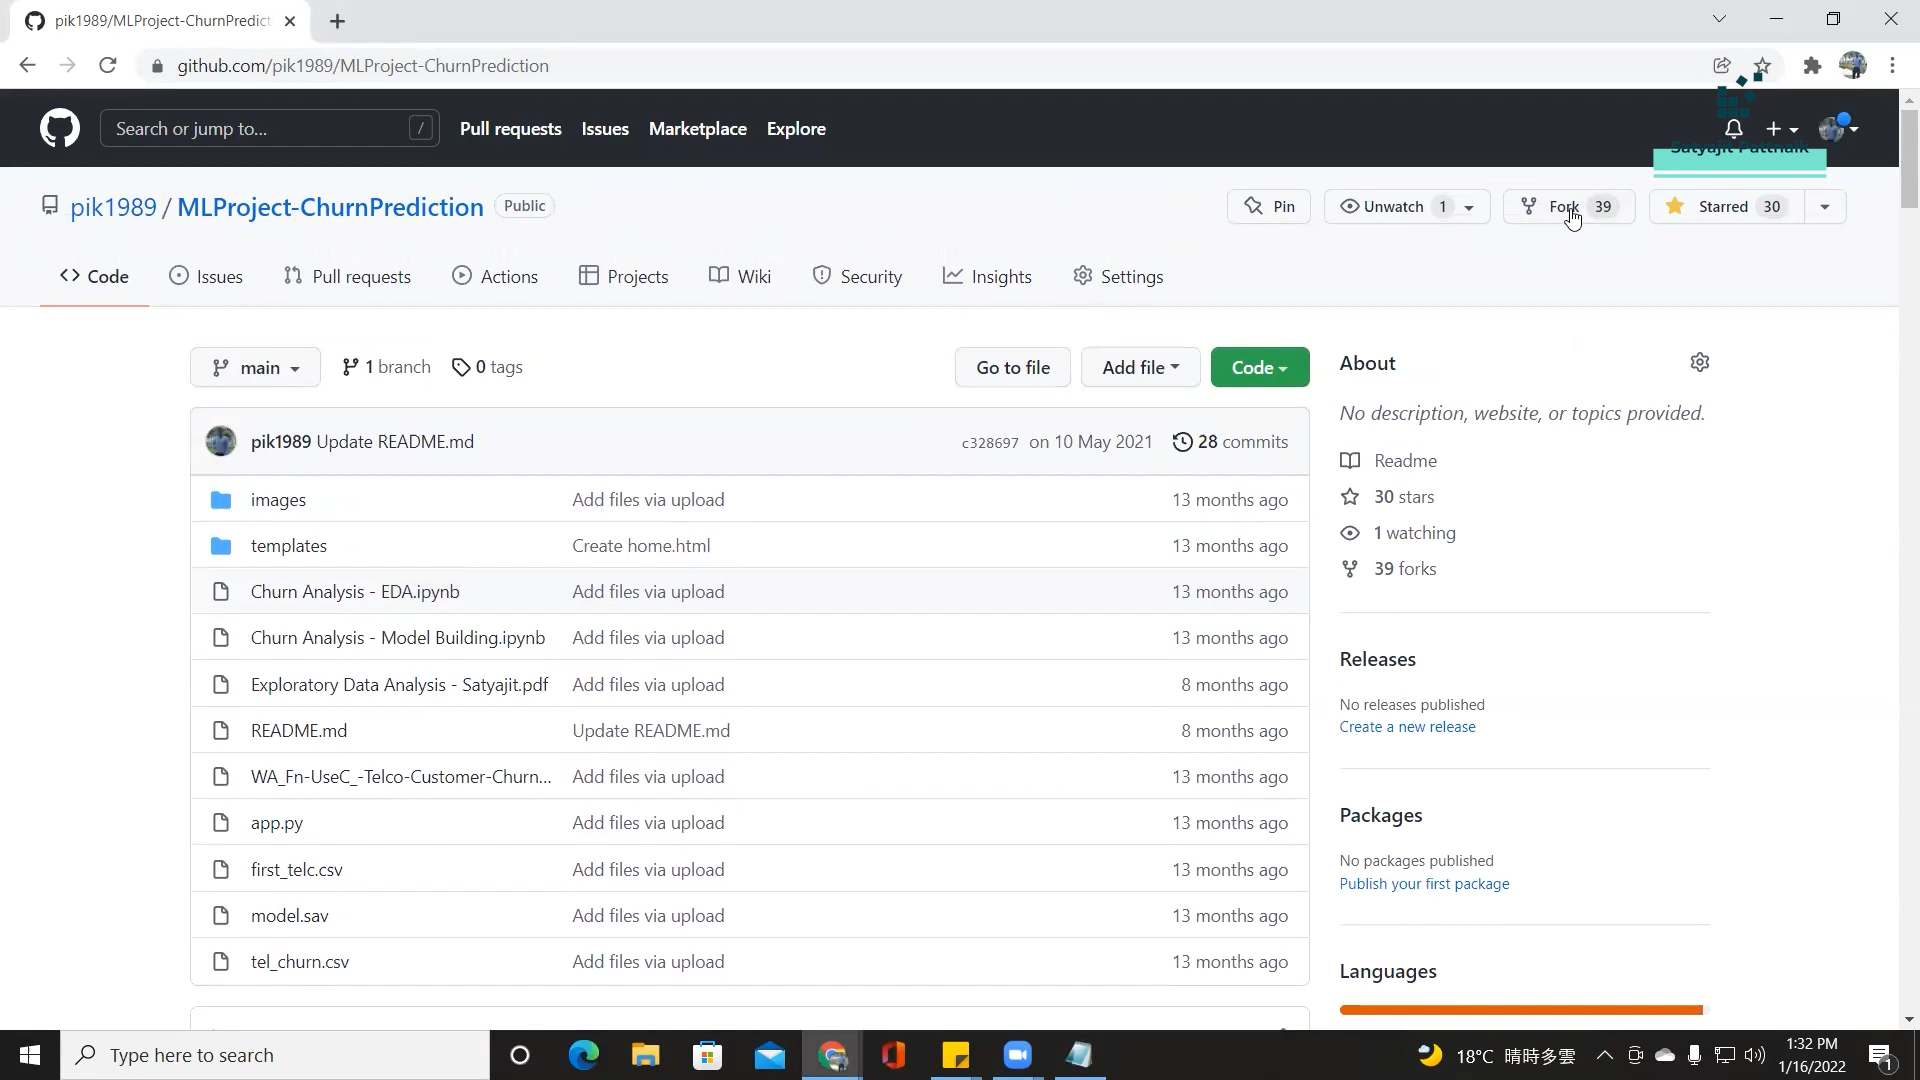 pik1989/MLProject-ChurnPredict
github.com/pik1989/MLProject-ChurnPrediction
Search or jump to... /
Pull requests Issues Marketplace Explore
Satyajit Pattnaik
pik1989 / MLProject-ChurnPrediction Public
Pin Unwatch 1 Fork 39 Starred 30
Code Issues Pull requests Actions Projects Wiki Security Insights Settings
main 1 branch 0 tags Go to file Add file Code
pik1989 Update README.md c328697 on 10 May 2021 28 commits
images Add files via upload 13 months ago
templates Create home.html 13 months ago
Churn Analysis - EDA.ipynb Add files via upload 13 months ago
Churn Analysis - Model Building.ipynb Add files via upload 13 months ago
Exploratory Data Analysis - Satyajit.pdf Add files via upload 8 months ago
README.md Update README.md 8 months ago
WA_Fn-UseC_-Telco-Customer-Churn... Add files via upload 13 months ago
app.py Add files via upload 13 months ago
first_telc.csv Add files via upload 13 months ago
model.sav Add files via upload 13 months ago
tel_churn.csv Add files via upload 13 months ago
About
No description, website, or topics provided.
Readme
30 stars
1 watching
39 forks
Releases
No releases published
Create a new release
Packages
No packages published
Publish your first package
Languages
Type here to search
18°C 晴時多雲
1:32 PM
1/16/2022
1